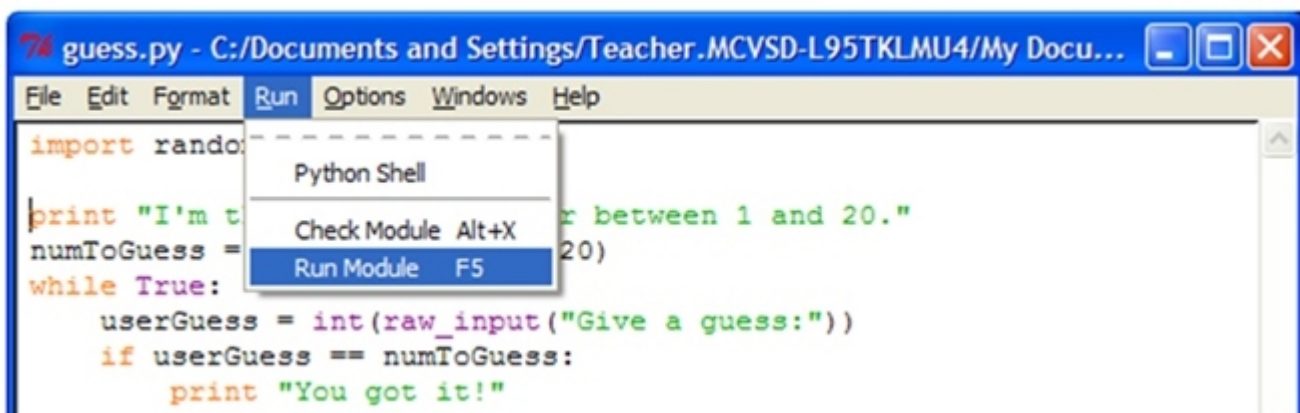 guess.py - C:/Documents and Settings/Teacher.MCVSD-L95TKLMU4/My Docu...
File Edit Format Run Options Windows Help
import
Python Shell
print "I'm between 1 and 20."
Check Module Alt+X
numToGuess = 20)
Run Module F5
while True:
userGuess = int(raw_input("Give a guess:"))
if userGuess == numToGuess:
print "You got it!"